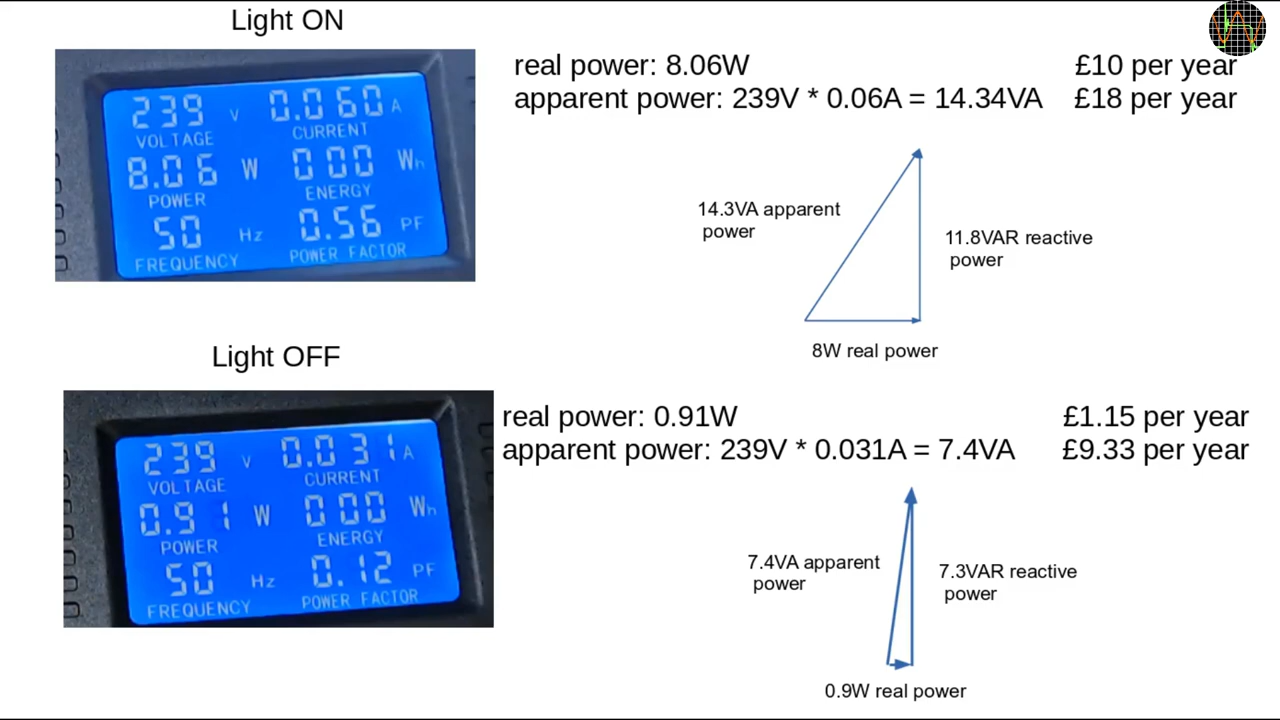 Light ON
239 V 0.060 A
VOLTAGE CURRENT
8.06 W 000 Wh
POWER ENERGY
50 Hz 0.56 PF
FREQUENCY POWER FACTOR
real power: 8.06W £10 per year
apparent power: 239V * 0.06A = 14.34VA £18 per year
14.3VA apparent
power
11.8VAR reactive
power
8W real power
Light OFF
239 V 0.031 A
VOLTAGE CURRENT
0.91 W 000 Wh
POWER ENERGY
50 Hz 0.12 PF
FREQUENCY POWER FACTOR
real power: 0.91W £1.15 per year
apparent power: 239V * 0.031A = 7.4VA £9.33 per year
7.4VA apparent
power
7.3VAR reactive
power
0.9W real power